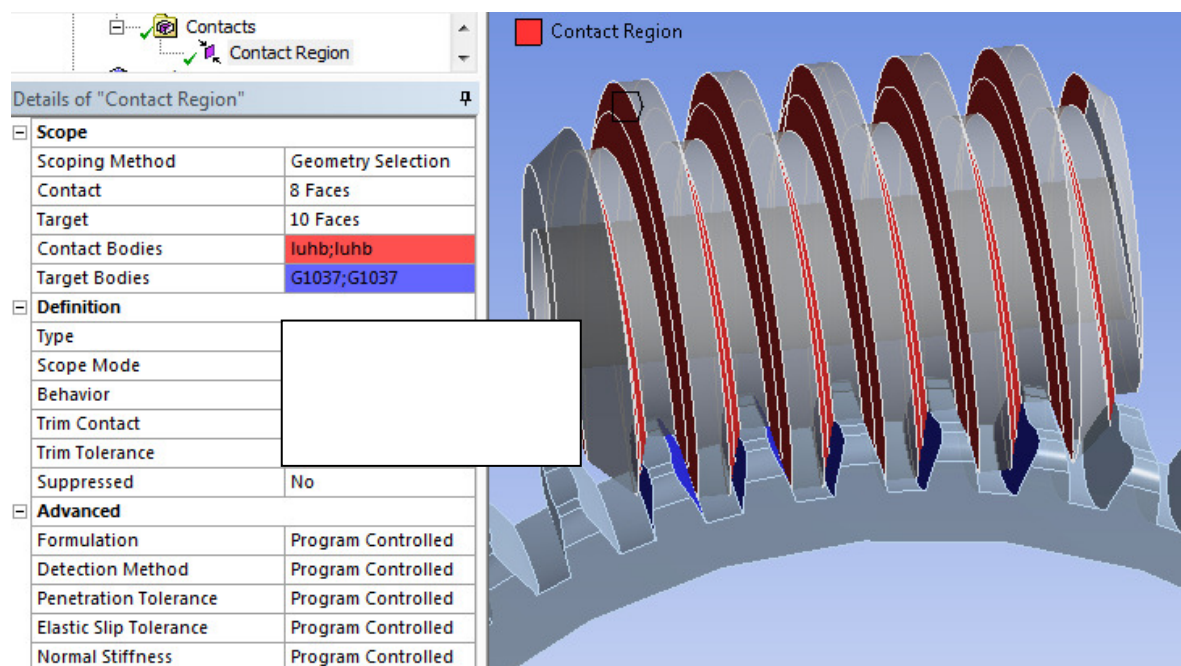 Contacts
Contact Region
Contact Region
Details of "Contact Region"
Scope
Scoping Method Geometry Selection
Contact 8 Faces
Target 10 Faces
Contact Bodies luhb;luhb
Target Bodies G1037;G1037
Definition
Type
Scope Mode
Behavior
Trim Contact
Trim Tolerance
Suppressed No
Advanced
Formulation Program Controlled
Detection Method Program Controlled
Penetration Tolerance Program Controlled
Elastic Slip Tolerance Program Controlled
Normal Stiffness Program Controlled